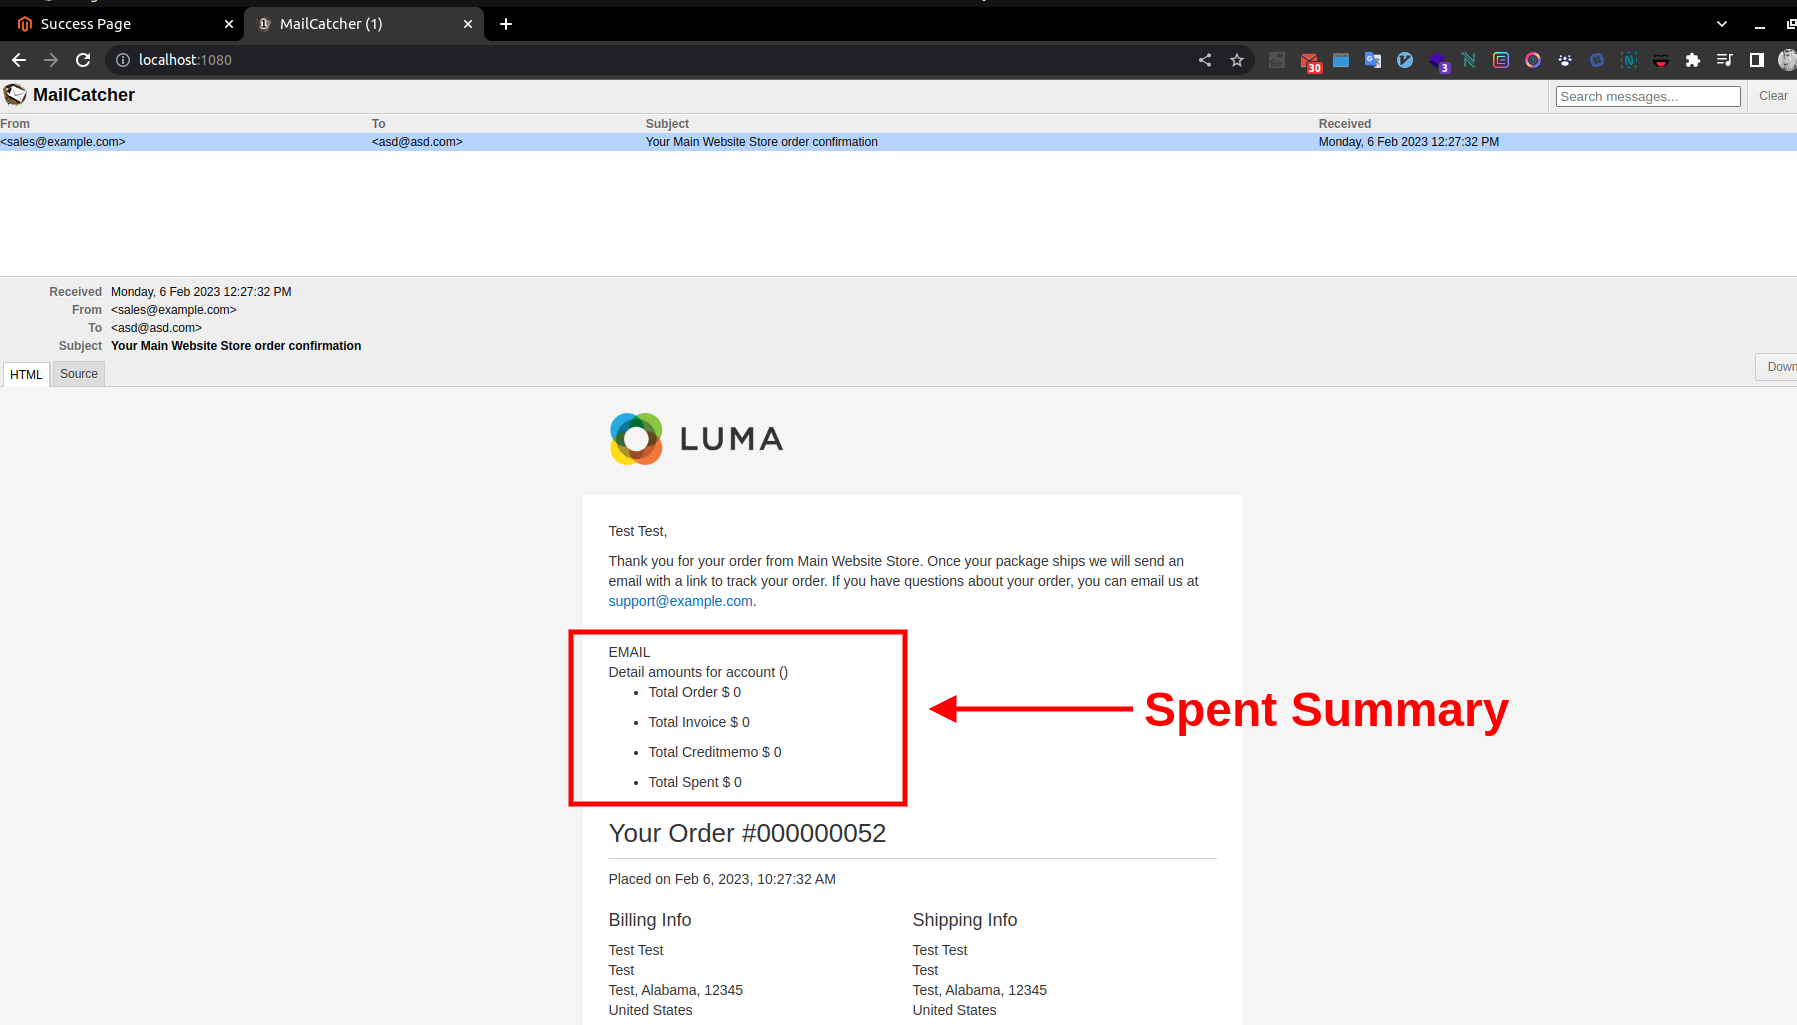 Success Page
MailCatcher (1)
localhost:1080
30
3
MailCatcher
Search messages...
Clear
From To Subject Received
<sales@example.com> <asd@asd.com> Your Main Website Store order confirmation Monday, 6 Feb 2023 12:27:32 PM
Received Monday, 6 Feb 2023 12:27:32 PM
From <sales@example.com>
To <asd@asd.com>
Subject Your Main Website Store order confirmation
HTML Source
Down
LUMA
Test Test,
Thank you for your order from Main Website Store. Once your package ships we will send an
email with a link to track your order. If you have questions about your order, you can email us at
support@example.com.
EMAIL
Detail amounts for account ()
• Total Order $ 0
• Total Invoice $ 0
• Total Creditmemo $ 0
• Total Spent $ 0
Spent Summary
Your Order #000000052
Placed on Feb 6, 2023, 10:27:32 AM
Billing Info
Test Test
Test
Test, Alabama, 12345
United States
Shipping Info
Test Test
Test
Test, Alabama, 12345
United States